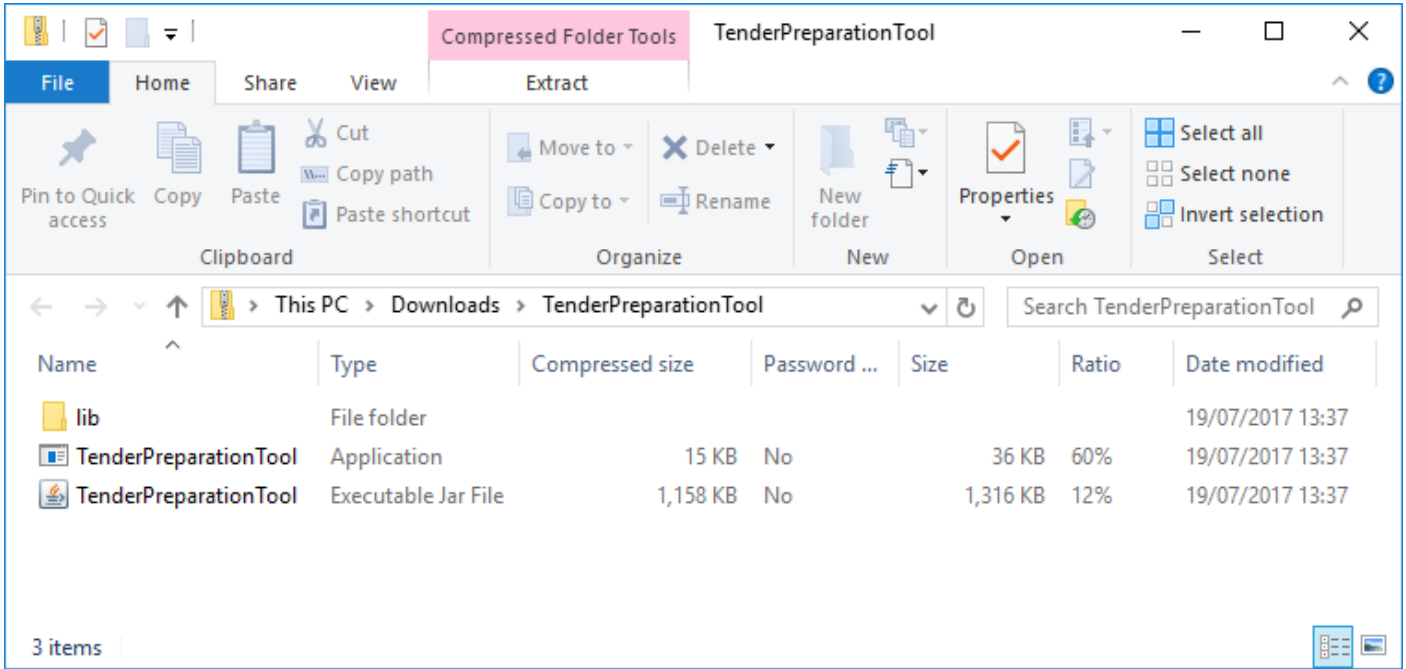 Compressed Folder Tools TenderPreparationTool
File Home Share View Extract
Pin to Quick access
Copy
Paste
Cut
Copy path
Paste shortcut
Clipboard
Move to
Copy to
Delete
Rename
Organize
New folder
New
Properties
Open
Select all
Select none
Invert selection
Select
This PC > Downloads > TenderPreparationTool Search TenderPreparationTool
Name Type Compressed size Password ... Size Ratio Date modified
lib File folder 19/07/2017 13:37
TenderPreparationTool Application 15 KB No 36 KB 60% 19/07/2017 13:37
TenderPreparationTool Executable Jar File 1,158 KB No 1,316 KB 12% 19/07/2017 13:37
3 items